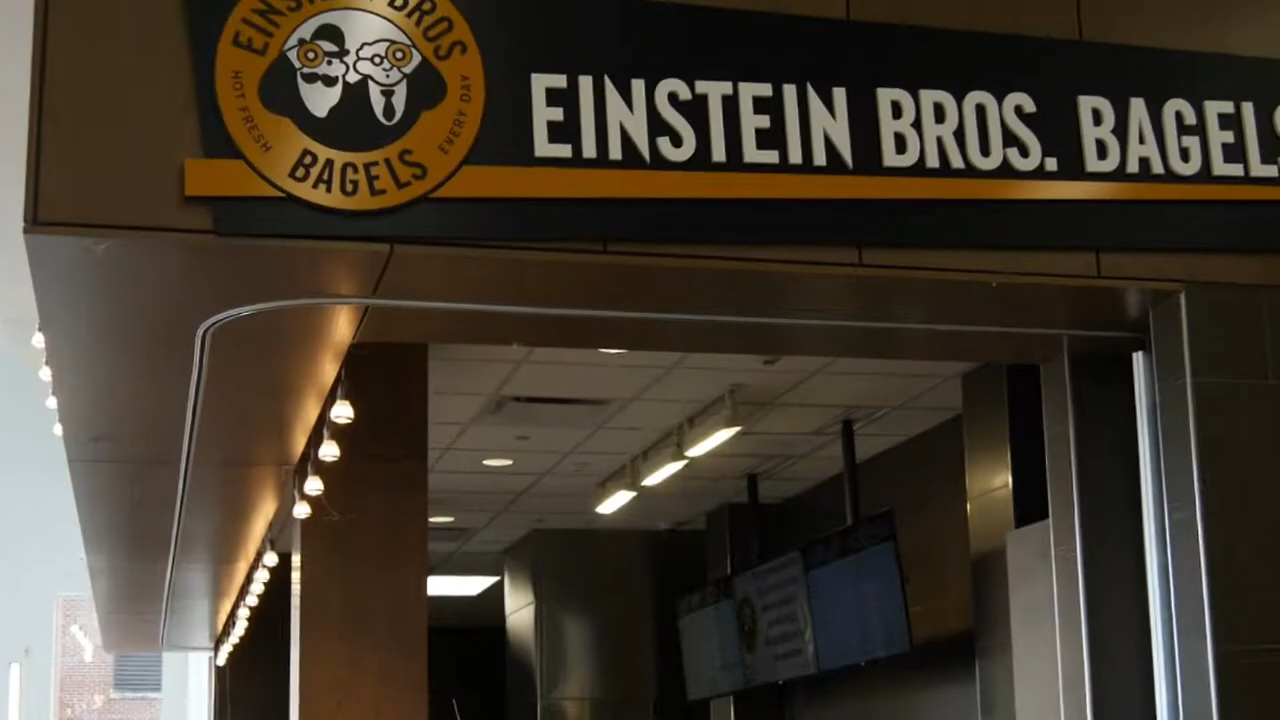 EINSTEIN BROS
HOT FRESH
EVERY DAY
BAGELS
EINSTEIN BROS. BAGELS